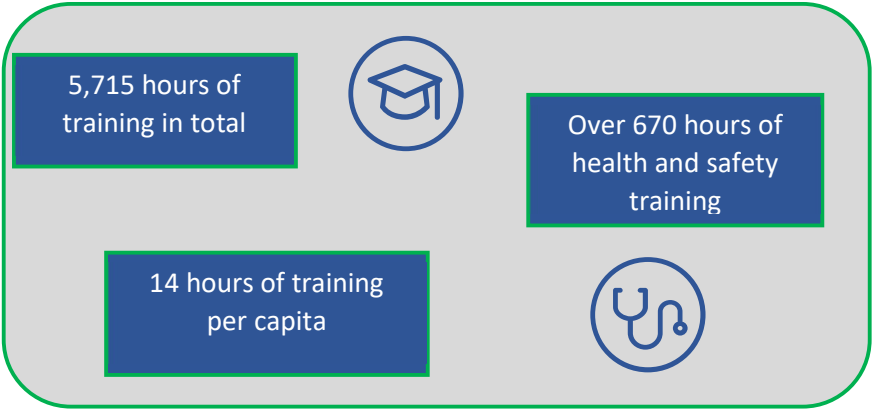 5,715 hours of
training in total
Over 670 hours of
health and safety
training
14 hours of training
per capita